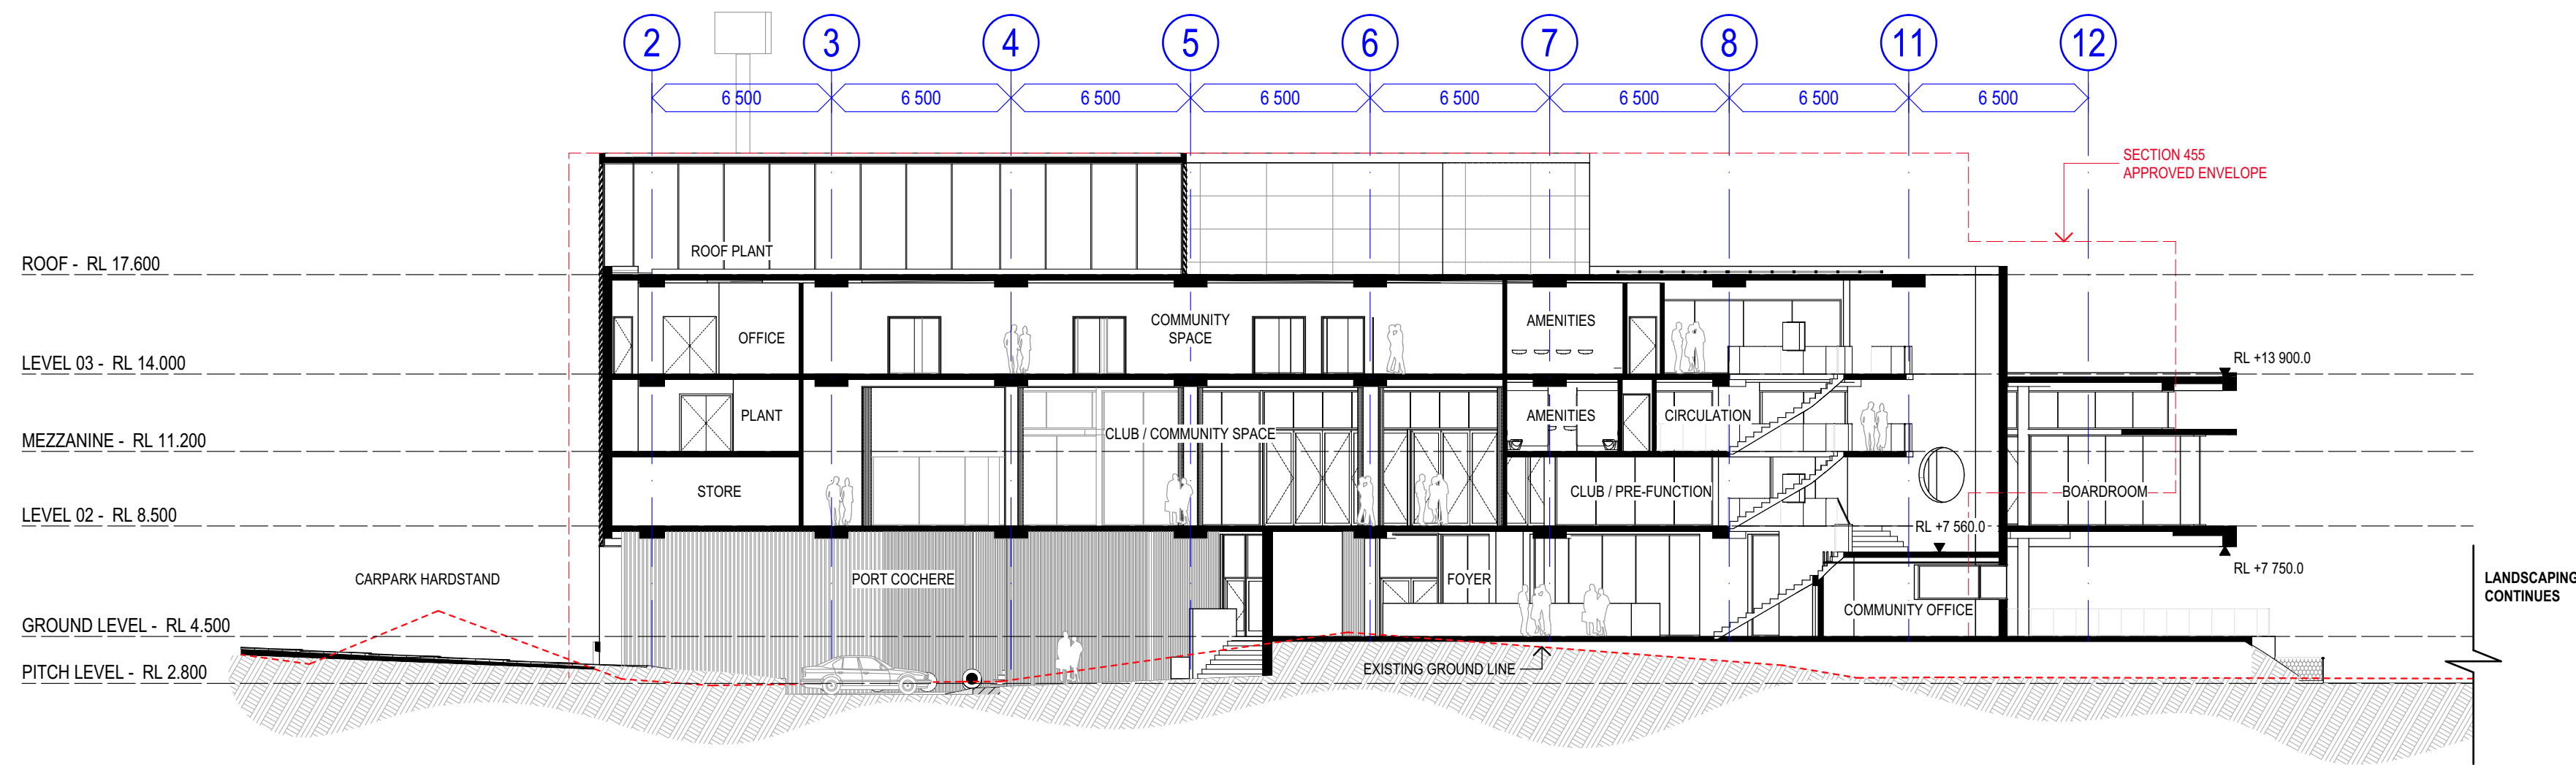 2 3 4 5 6 7 8 11 12
6 500 6 500 6 500 6 500 6 500 6 500 6 500 6 500
SECTION 455
APPROVED ENVELOPE
ROOF PLANT
ROOF - RL 17.600
OFFICE
COMMUNITY
SPACE
AMENITIES
LEVEL 03 - RL 14.000
RL +13 900.0
PLANT
CLUB / COMMUNITY SPACE
AMENITIES
CIRCULATION
MEZZANINE - RL 11.200
STORE
CLUB / PRE-FUNCTION
BOARDROOM
LEVEL 02 - RL 8.500
RL +7 560.0
RL +7 750.0
CARPARK HARDSTAND
PORT COCHERE
FOYER
COMMUNITY OFFICE
LANDSCAPING
CONTINUES
GROUND LEVEL - RL 4.500
EXISTING GROUND LINE
PITCH LEVEL - RL 2.800